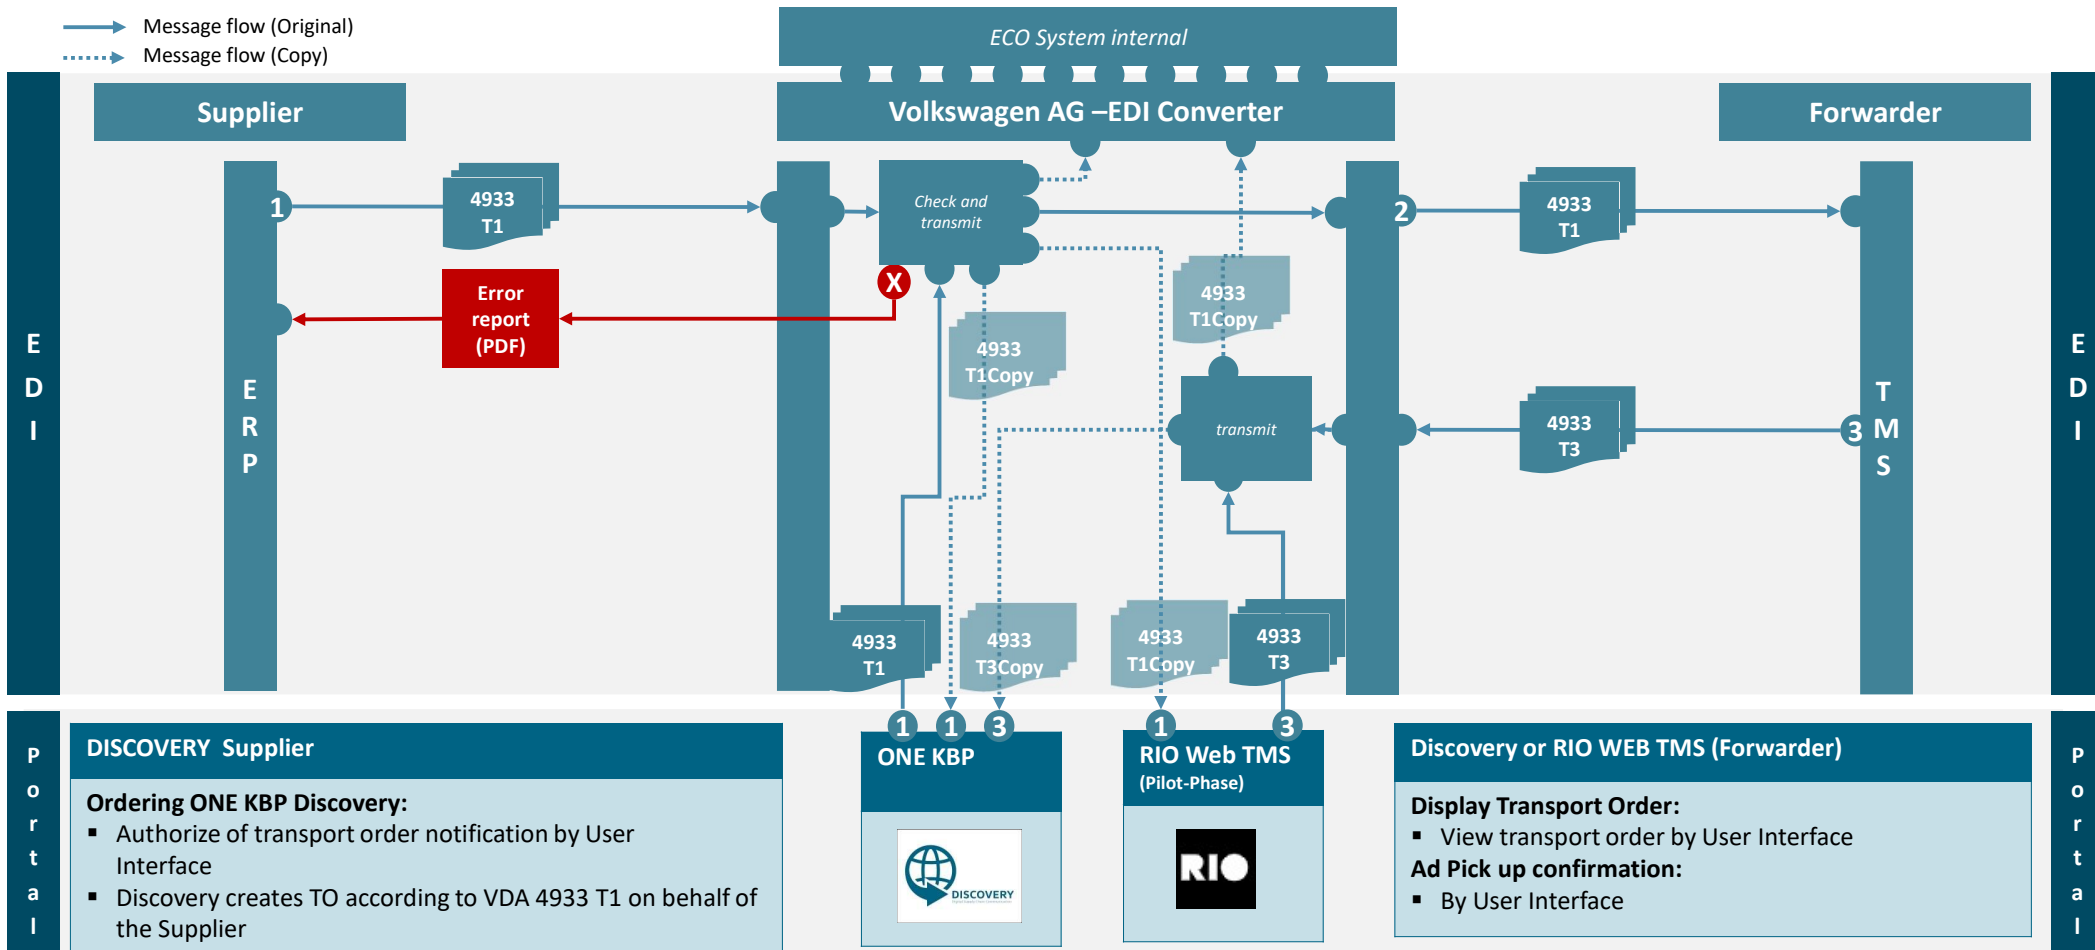 Message flow (Original)
Message flow (Copy)
ECO System internal
Supplier
Volkswagen AG –EDI Converter
Forwarder
E
D
I
E
R
P
1
4933
T1
Error
report
(PDF)
Check and
transmit
X
4933
T1Copy
4933
T1Copy
transmit
2
4933
T1
4933
T3
3
T
M
S
E
D
I
4933
T1
4933
T3Copy
4933
T1Copy
4933
T3
P
o
r
t
a
l
DISCOVERY Supplier
Ordering ONE KBP Discovery:
▪ Authorize of transport order notification by User
Interface
▪ Discovery creates TO according to VDA 4933 T1 on behalf of
the Supplier
1
1
3
ONE KBP
DISCOVERY
1
3
RIO Web TMS
(Pilot-Phase)
RIO
Discovery or RIO WEB TMS (Forwarder)
Display Transport Order:
▪ View transport order by User Interface
Ad Pick up confirmation:
▪ By User Interface
P
o
r
t
a
l